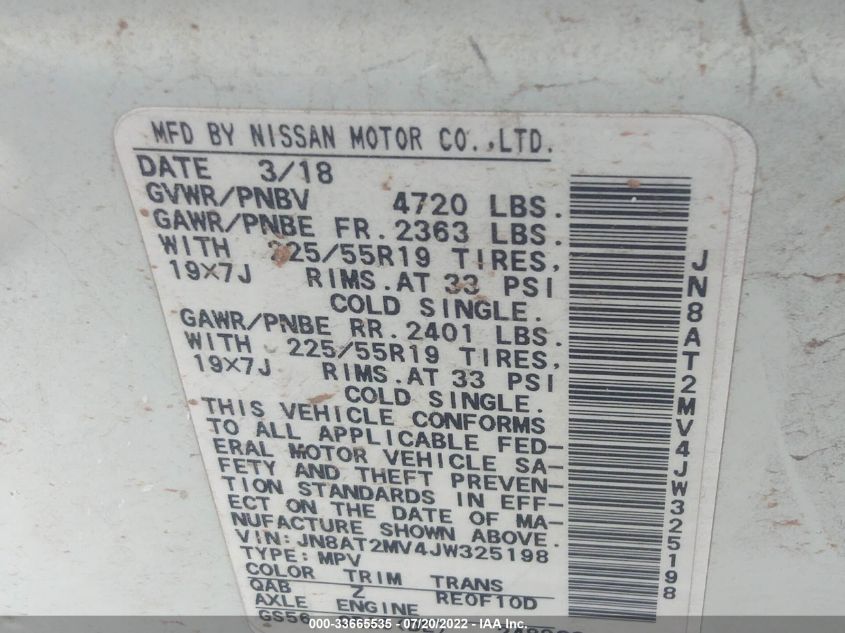 MFD BY NISSAN MOTOR CO.,LTD.
DATE 3/18
GVWR/PNBV 4720 LBS.
GAWR/PNBE FR.2363 LBS.
WITH 225/55R19 TIRES,
19X7J RIMS.AT 33 PSI
COLD SINGLE.
GAWR/PNBE RR.2401 LBS.
WITH 225/55R19 TIRES,
19X7J RIMS.AT 33 PSI
COLD SINGLE.
THIS VEHICLE CONFORMS
TO ALL APPLICABLE FED-
ERAL MOTOR VEHICLE SA-
FETY AND THEFT PREVEN-
TION STANDARDS IN EFF-
ECT ON THE DATE OF MA-
NUFACTURE SHOWN ABOVE.
VIN:JN8AT2MV4JW325198
TYPE:MPV
COLOR TRIM TRANS
QAB Z RE0F10D
AXLE ENGINE
GS56
JN8AT2MV4JW325198
000-33665535 - 07/20/2022 - IAA Inc.